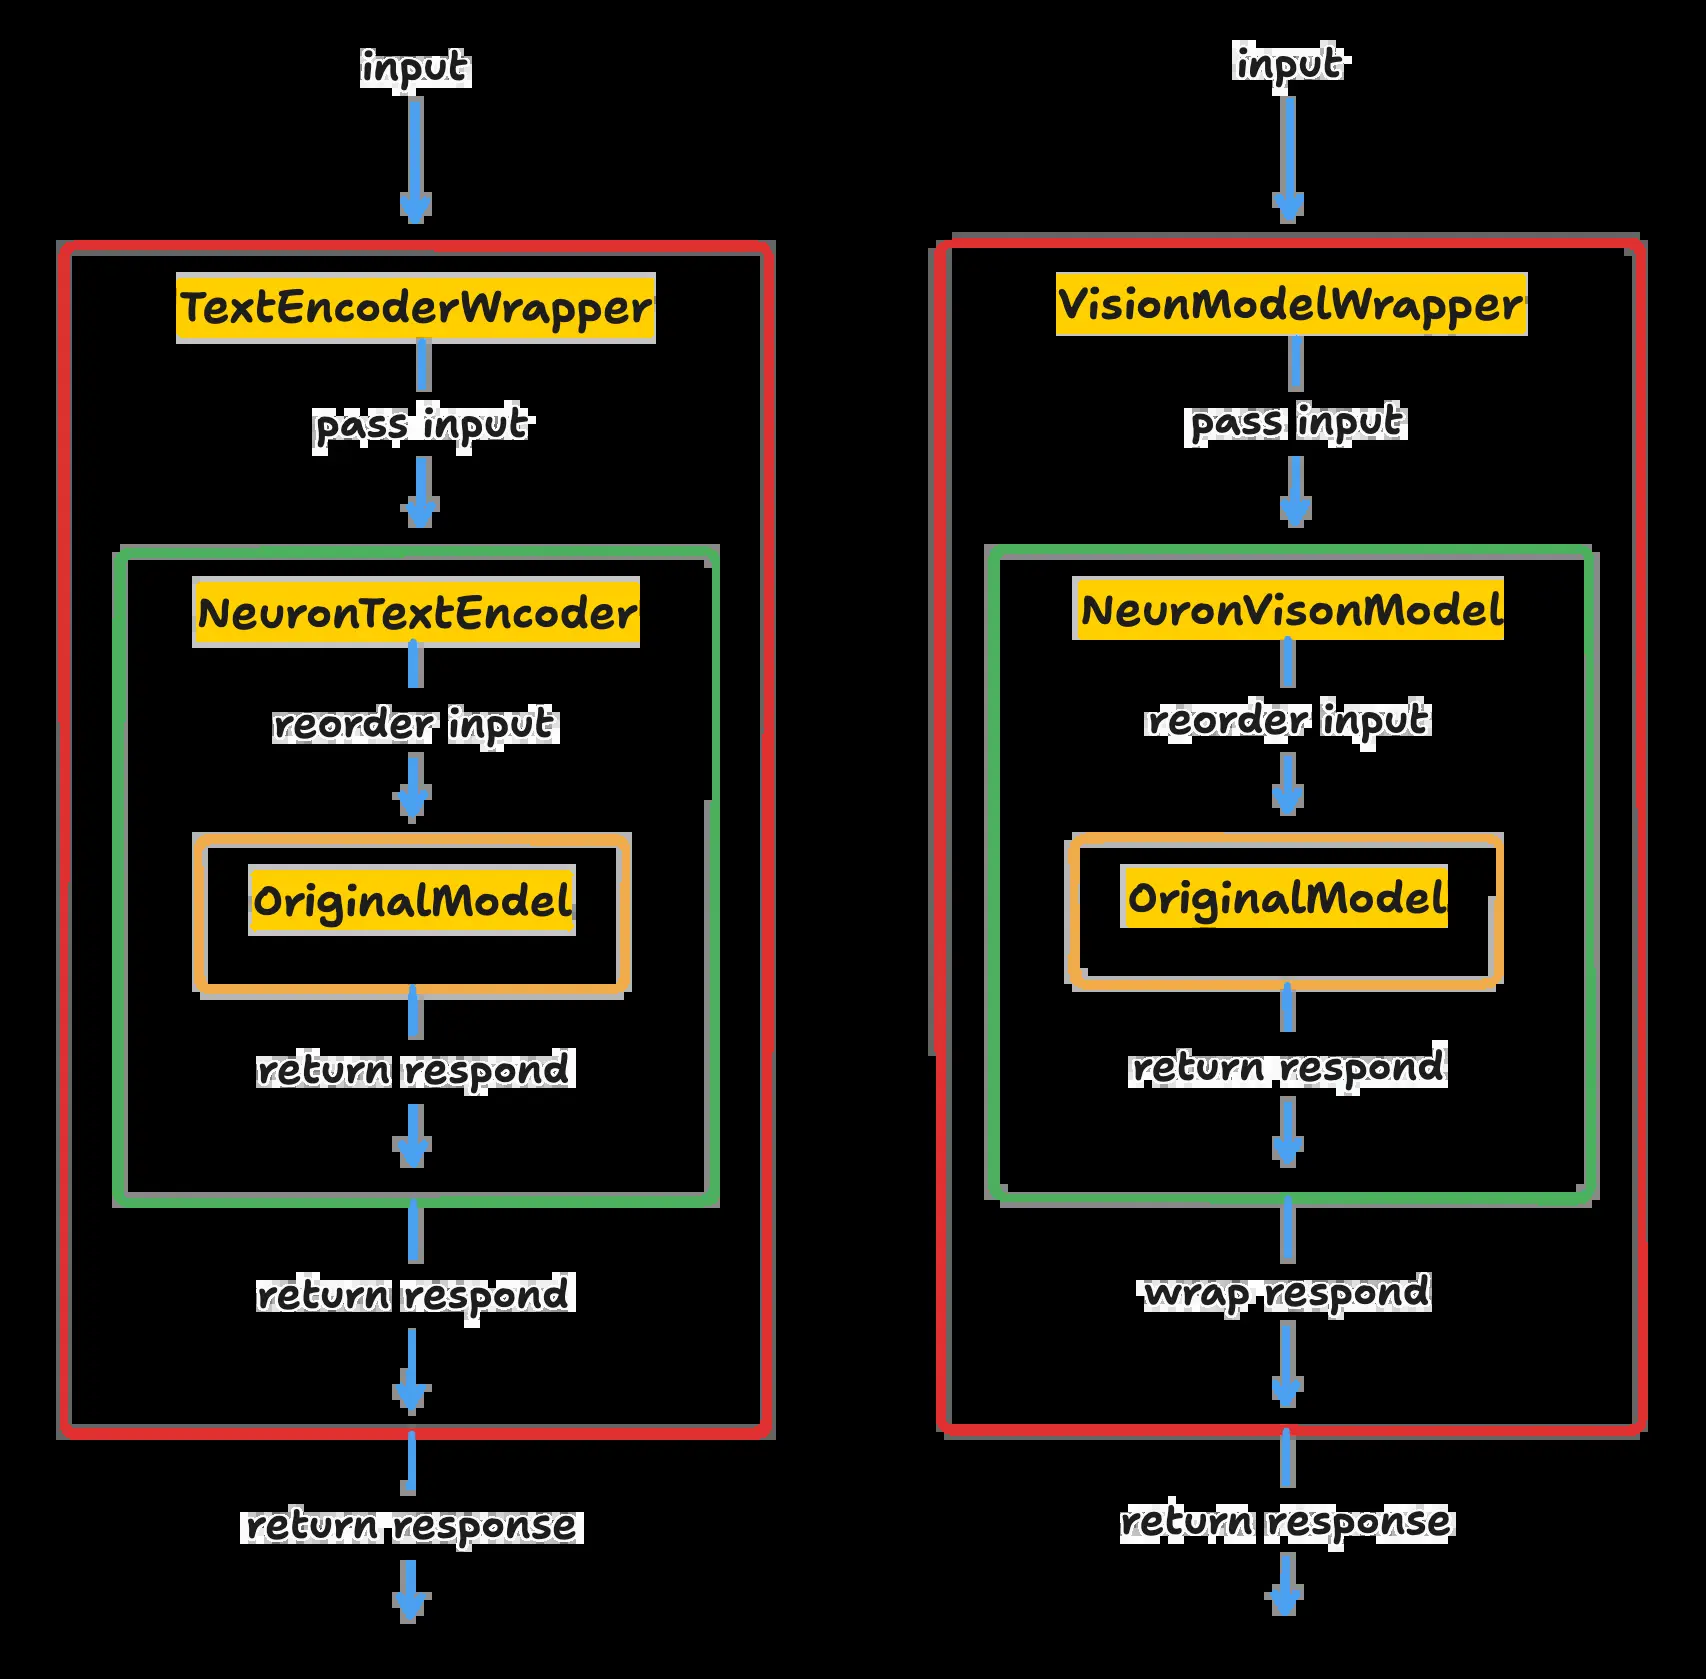 input
TextEncoderWrapper
pass input
NeuronTextEncoder
reorder input
OriginalModel
return respond
return respond
return response
input
VisionModelWrapper
pass input
NeuronVisonModel
reorder input
OriginalModel
return respond
wrap respond
return response